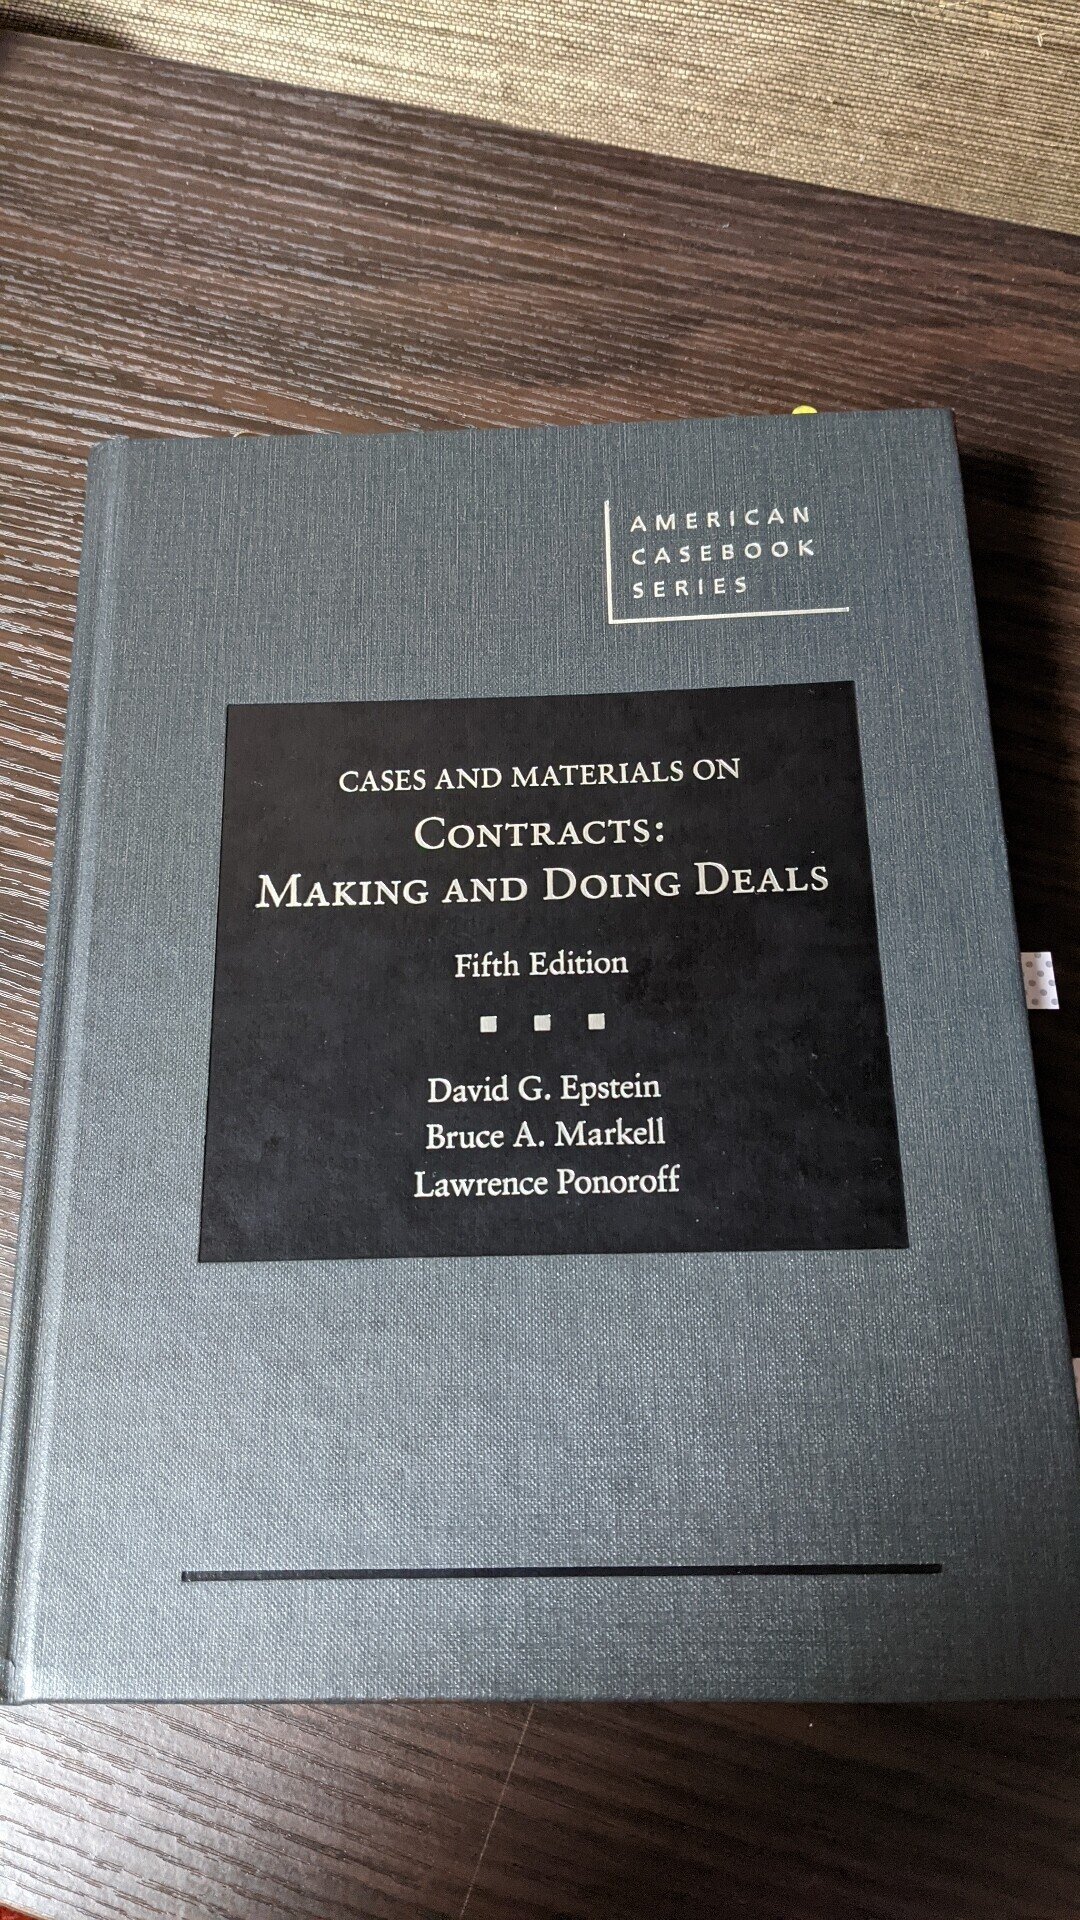 AMERICAN
CASEBOOK
SERIES
CASES AND MATERIALS ON
CONTRACTS:
MAKING AND DOING DEALS
Fifth Edition
David G. Epstein
Bruce A. Markell
Lawrence Ponoroff